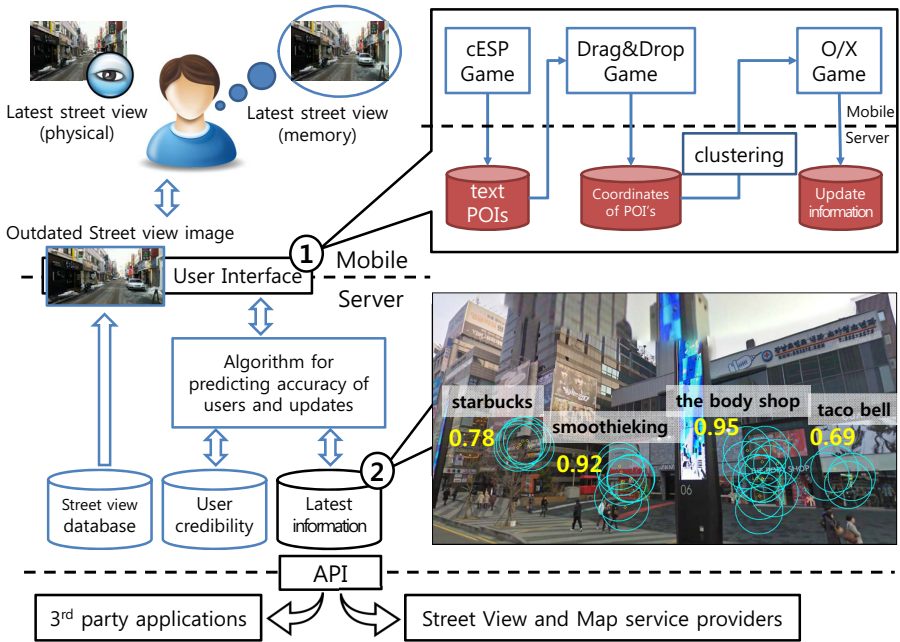 Latest street view
(physical)
Latest street view
(memory)
cESP
Game
Drag&Drop
Game
O/X
Game
Mobile
Server
clustering
text
POIs
Coordinates
of POI's
Update
information
Outdated Street view image
1
User Interface
Mobile
Server
Algorithm for
predicting accuracy of
users and updates
2
Street view
database
User
credibility
Latest
information
starbucks
0.78
smoothieking
0.92
the body shop
0.95
taco bell
0.69
06
API
3rd party applications
Street View and Map service providers